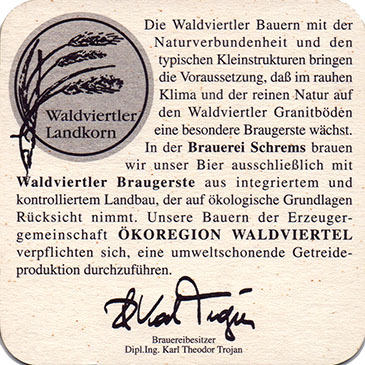 Die Waldviertler Bauern mit der
Naturverbundenheit und den
typischen Kleinstrukturen bringen
die Voraussetzung, daß im rauhen
Klima und der reinen Natur auf
den Waldviertler Granitböden
eine besondere Braugerste wächst.
In der Brauerei Schrems brauen
wir unser Bier ausschließlich mit
Waldviertler
Landkorn
Waldviertler Braugerste aus integriertem und
kontrolliertem Landbau, der auf ökologische Grundlagen
Rücksicht nimmt. Unsere Bauern der Erzeuger-
gemeinschaft ÖKOREGION WALDVIERTEL
verpflichten sich, eine umweltschonende Getreide-
produktion durchzuführen.
Karl Trojan
Brauereibesitzer
Dipl.Ing. Karl Theodor Trojan